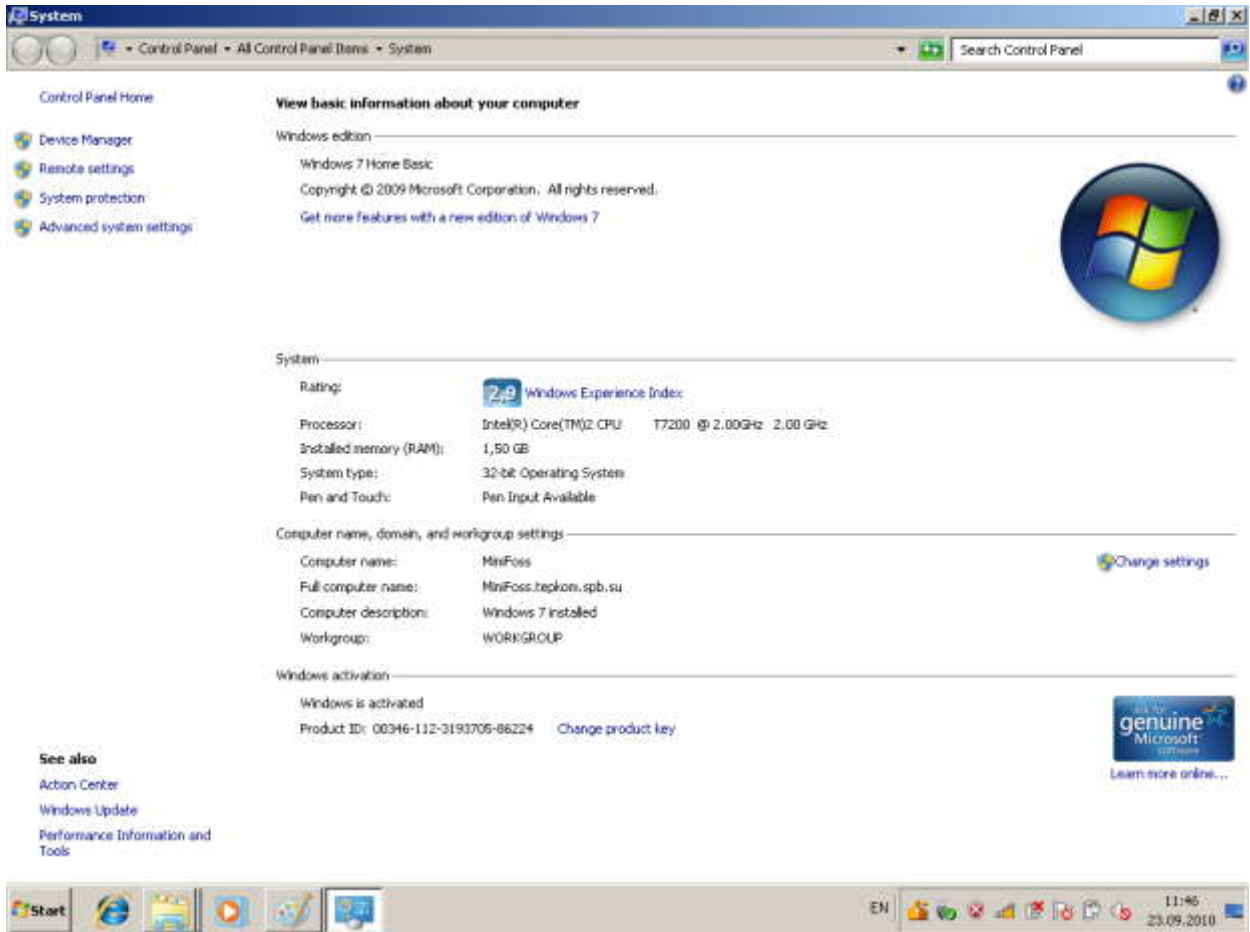 System
Control Panel • All Control Panel Items • System
Search Control Panel
Control Panel Home
Device Manager
Remote settings
System protection
Advanced system settings
View basic information about your computer
Windows edition
Windows 7 Home Basic
Copyright © 2009 Microsoft Corporation. All rights reserved.
Get more features with a new edition of Windows 7
System
Rating: 2,9 Windows Experience Index
Processor: Intel(R) Core(TM)2 CPU T7200 @ 2.00GHz 2.00 GHz
Installed memory (RAM): 1,50 GB
System type: 32-bit Operating System
Pen and Touch: Pen Input Available
Computer name, domain, and workgroup settings
Computer name: MiniFoss
Change settings
Full computer name: MiniFoss.tepkom.spb.su
Computer description: Windows 7 installed
Workgroup: WORKGROUP
Windows activation
Windows is activated
Product ID: 00346-112-3193705-86224 Change product key
ask for
genuine
Microsoft
software
Learn more online...
See also
Action Center
Windows Update
Performance Information and
Tools
Start
EN
11:46
23.09.2010